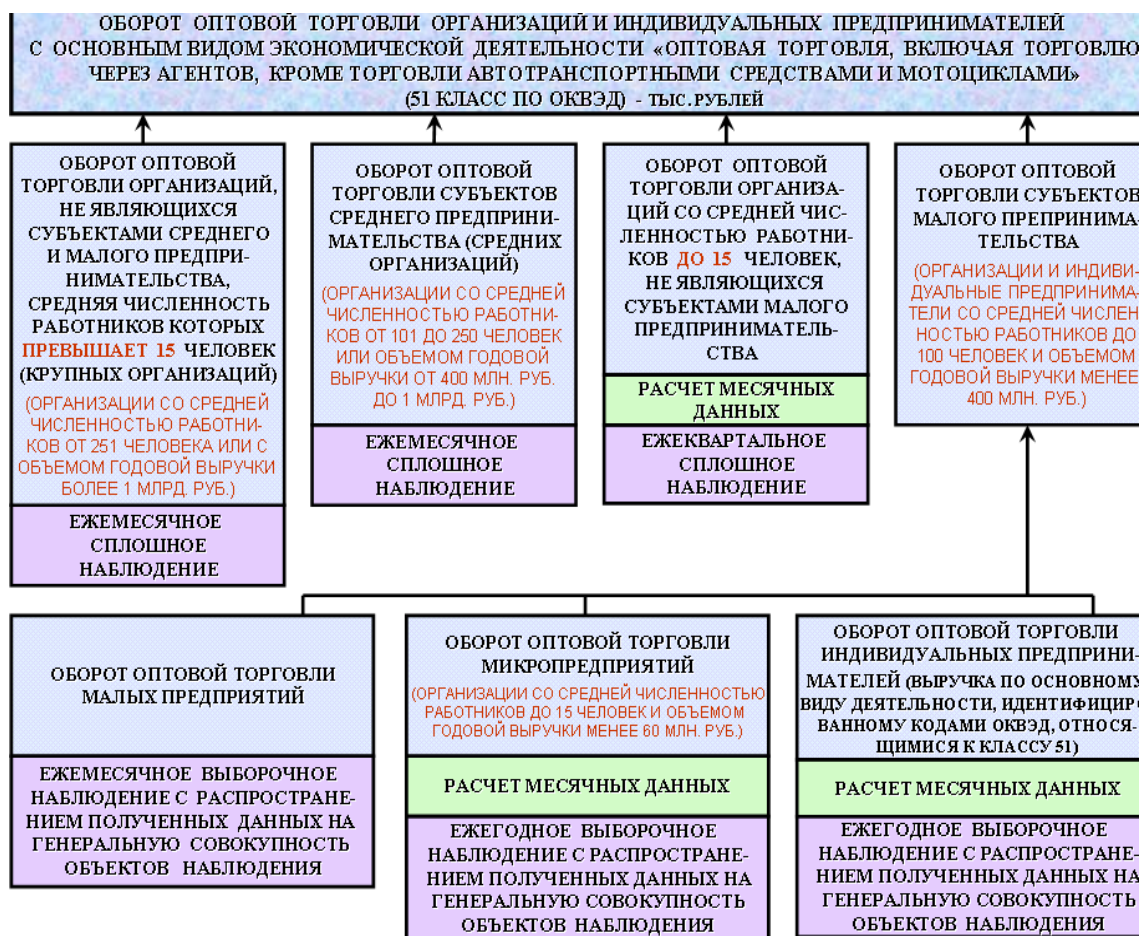 ОБОРОТ ОПТОВОЙ ТОРГОВЛИ ОРГАНИЗАЦИЙ И ИНДИВИДУАЛЬНЫХ ПРЕДПРИНИМАТЕЛЕЙ
С ОСНОВНЫМ ВИДОМ ЭКОНОМИЧЕСКОЙ ДЕЯТЕЛЬНОСТИ «ОПТОВАЯ ТОРГОВЛЯ, ВКЛЮЧАЯ ТОРГОВЛЮ
ЧЕРЕЗ АГЕНТОВ, КРОМЕ ТОРГОВЛИ АВТОТРАНСПОРТНЫМИ СРЕДСТВАМИ И МОТОЦИКЛАМИ»
(51 КЛАСС ПО ОКВЭД) - ТЫС.РУБЛЕЙ
ОБОРОТ ОПТОВОЙ
ТОРГОВЛИ ОРГАНИЗАЦИЙ,
НЕ ЯВЛЯЮЩИХСЯ
СУБЪЕКТАМИ СРЕДНЕГО
И МАЛОГО ПРЕДПРИ-
НИМАТЕЛЬСТВА,
СРЕДНЯЯ ЧИСЛЕННОСТЬ
РАБОТНИКОВ КОТОРЫХ
ПРЕВЫШАЕТ 15 ЧЕЛОВЕК
(КРУПНЫХ ОРГАНИЗАЦИЙ)
(ОРГАНИЗАЦИИ СО СРЕДНЕЙ
ЧИСЛЕННОСТЬЮ РАБОТНИ-
КОВ ОТ 251 ЧЕЛОВЕКА ИЛИ С
ОБЪЕМОМ ГОДОВОЙ ВЫРУЧКИ
БОЛЕЕ 1 МЛРД. РУБ.)
ЕЖЕМЕСЯЧНОЕ
СПЛОШНОЕ
НАБЛЮДЕНИЕ
ОБОРОТ ОПТОВОЙ
ТОРГОВЛИ СУБЪЕКТОВ
СРЕДНЕГО ПРЕДПРИНИ-
МАТЕЛЬСТВА (СРЕДНИХ
ОРГАНИЗАЦИЙ)
(ОРГАНИЗАЦИИ СО СРЕДНЕЙ
ЧИСЛЕННОСТЬЮ РАБОТНИ-
КОВ ОТ 101 ДО 250 ЧЕЛОВЕК
ИЛИ ОБЪЕМОМ ГОДОВОЙ
ВЫРУЧКИ ОТ 400 МЛН. РУБ.
ДО 1 МЛРД. РУБ.)
ЕЖЕМЕСЯЧНОЕ
СПЛОШНОЕ
НАБЛЮДЕНИЕ
ОБОРОТ ОПТОВОЙ
ТОРГОВЛИ ОРГАНИЗА-
ЦИЙ СО СРЕДНЕЙ ЧИС-
ЛЕННОСТЬЮ РАБОТНИ-
КОВ ДО 15 ЧЕЛОВЕК,
НЕ ЯВЛЯЮЩИХСЯ
СУБЪЕКТАМИ МАЛОГО
ПРЕДПРИНИМАТЕЛЬ-
СТВА
РАСЧЕТ МЕСЯЧНЫХ
ДАННЫХ
ЕЖЕКВАРТАЛЬНОЕ
СПЛОШНОЕ
НАБЛЮДЕНИЕ
ОБОРОТ ОПТОВОЙ
ТОРГОВЛИ СУБЪЕКТОВ
МАЛОГО ПРЕПРИНИМА-
ТЕЛЬСТВА
(ОРГАНИЗАЦИИ И ИНДИВИ-
ДУАЛЬНЫЕ ПРЕДПРИНИМА-
ТЕЛИ СО СРЕДНЕЙ ЧИСЛЕН-
НОСТЬЮ РАБОТНИКОВ ДО
100 ЧЕЛОВЕК И ОБЪЕМОМ
ГОДОВОЙ ВЫРУЧКИ МЕНЕЕ
400 МЛН. РУБ.)
ОБОРОТ ОПТОВОЙ ТОРГОВЛИ
МАЛЫХ ПРЕДПРИЯТИЙ
ЕЖЕМЕСЯЧНОЕ ВЫБОРОЧНОЕ
НАБЛЮДЕНИЕ С РАСПРОСТРАНЕ-
НИЕМ ПОЛУЧЕННЫХ ДАННЫХ НА
ГЕНЕРАЛЬНУЮ СОВОКУПНОСТЬ
ОБЪЕКТОВ НАБЛЮДЕНИЯ
ОБОРОТ ОПТОВОЙ ТОРГОВЛИ
МИКРОПРЕДПРИЯТИЙ
(ОРГАНИЗАЦИИ СО СРЕДНЕЙ ЧИСЛЕННОСТЬЮ
РАБОТНИКОВ ДО 15 ЧЕЛОВЕК И ОБЪЕМОМ
ГОДОВОЙ ВЫРУЧКИ МЕНЕЕ 60 МЛН. РУБ.)
РАСЧЕТ МЕСЯЧНЫХ ДАННЫХ
ЕЖЕГОДНОЕ ВЫБОРОЧНОЕ
НАБЛЮДЕНИЕ С РАСПРОСТРАНЕ-
НИЕМ ПОЛУЧЕННЫХ ДАННЫХ НА
ГЕНЕРАЛЬНУЮ СОВОКУПНОСТЬ
ОБЪЕКТОВ НАБЛЮДЕНИЯ
ОБОРОТ ОПТОВОЙ ТОРГОВЛИ
ИНДИВИДУАЛЬНЫХ ПРЕДПРИНИ-
МАТЕЛЕЙ (ВЫРУЧКА ПО ОСНОВНОМУ
ВИДУ ДЕЯТЕЛЬНОСТИ, ИДЕНТИФИЦИРО-
ВАННОМУ КОДАМИ ОКВЭД, ОТНОСЯ-
ЩИМИСЯ К КЛАССУ 51)
РАСЧЕТ МЕСЯЧНЫХ ДАННЫХ
ЕЖЕГОДНОЕ ВЫБОРОЧНОЕ
НАБЛЮДЕНИЕ С РАСПРОСТРАНЕ-
НИЕМ ПОЛУЧЕННЫХ ДАННЫХ НА
ГЕНЕРАЛЬНУЮ СОВОКУПНОСТЬ
ОБЪЕКТОВ НАБЛЮДЕНИЯ